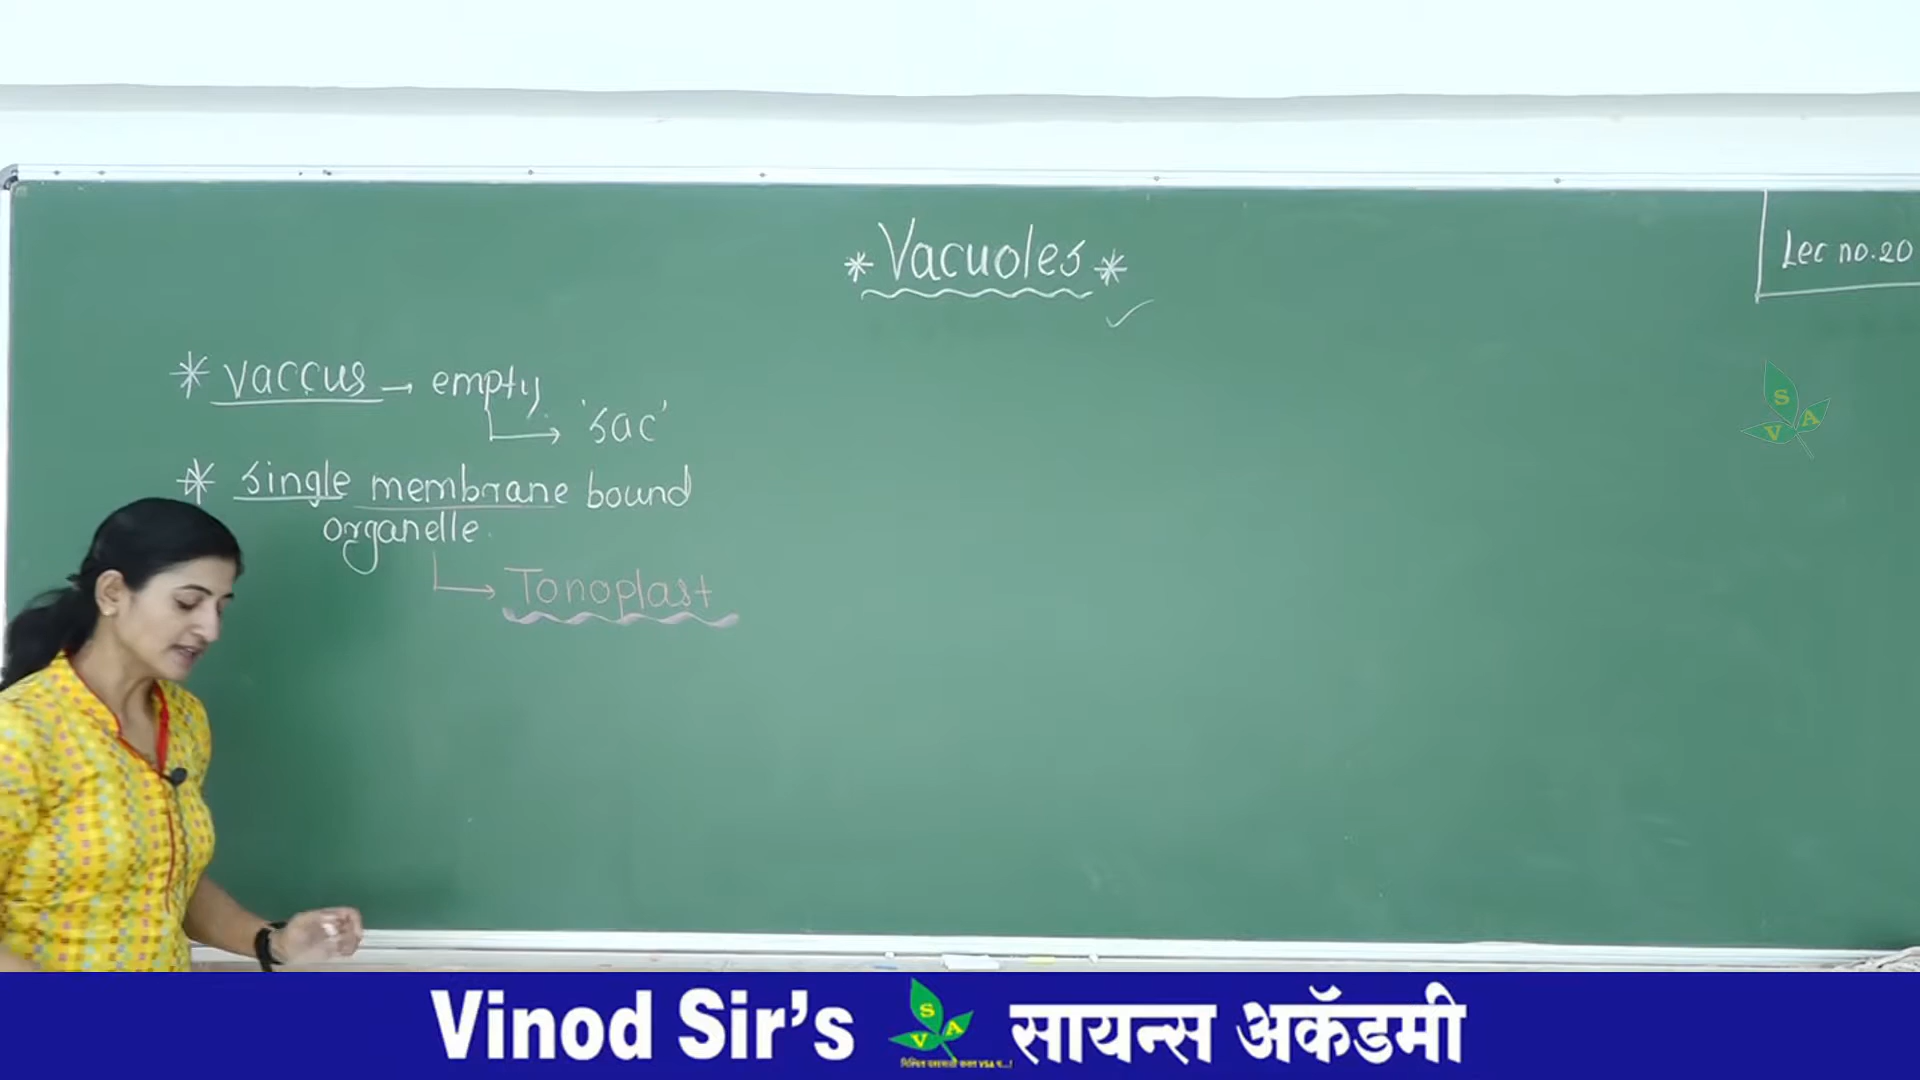 * Vacuoles *
Lec no.20
* vaccus → empty
'sac'
* single membrane bound
organelle.
Tonoplast
S
V A
Vinod Sir's
S
V A
सायन्स अकॅडमी